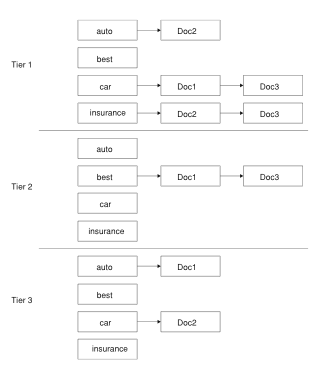 auto Doc2
best
Tier 1
car Doc1 Doc3
insurance Doc2 Doc3
auto
best Doc1 Doc3
Tier 2
car
insurance
auto Doc1
best
Tier 3
car Doc2
insurance